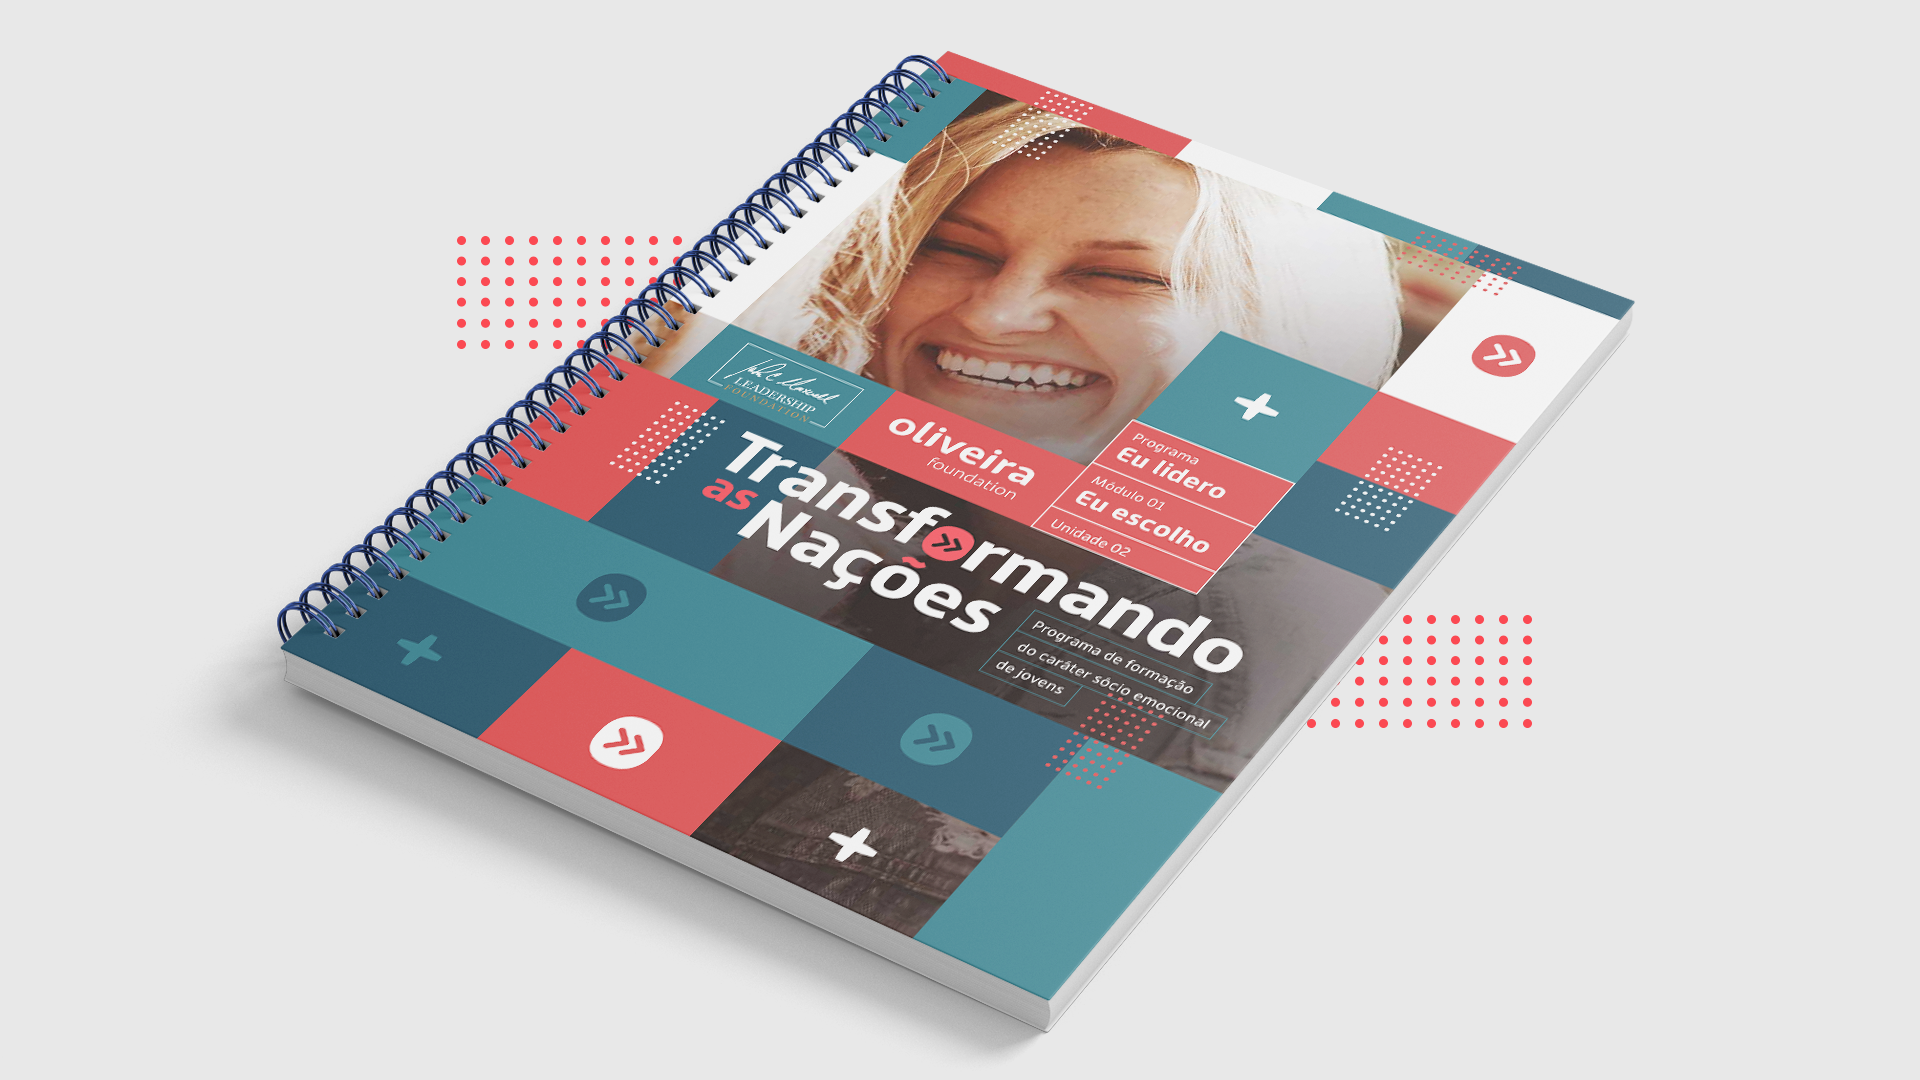 John C Maxwell
LEADERSHIP
FOUNDATION
oliveira
foundation
Programa
Eu lidero
Módulo 01
Eu escolho
Unidade 02
Transformando
as Nações
Programa de formação
do caráter sócio emocional
de jovens